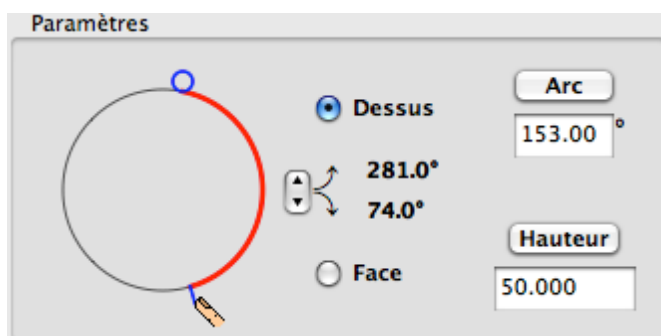 Paramètres
Arc
Dessus
153.00 °
281.0°
74.0°
Hauteur
Face
50.000